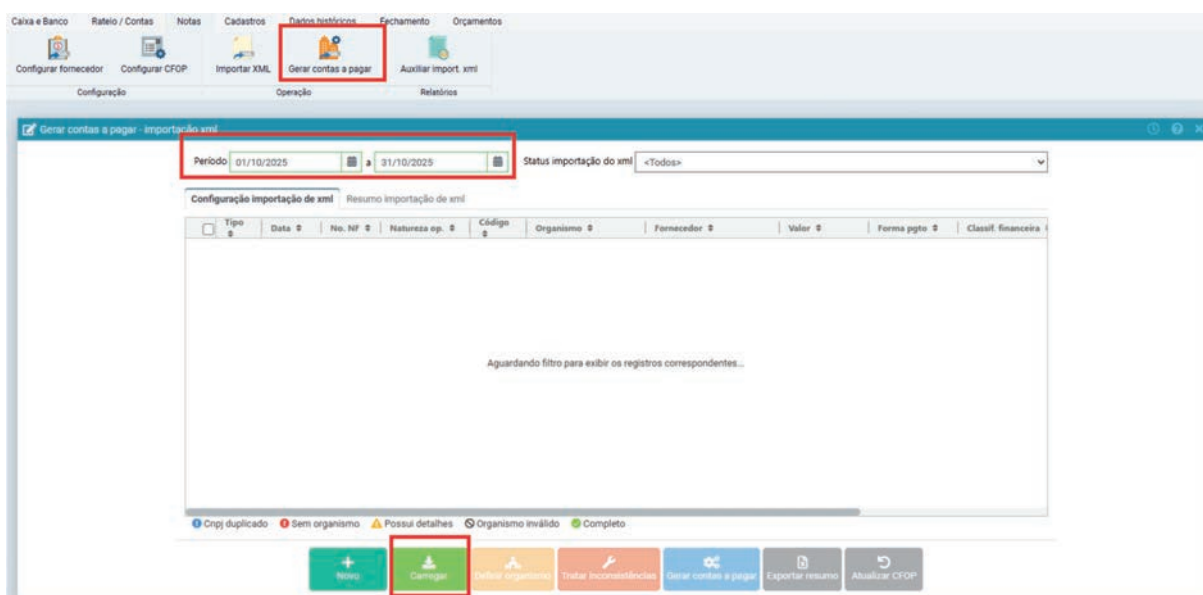 Caixa e Banco Rateio / Contas Notas Cadastros Dados históricos Fechamento Orçamentos
Configurar fornecedor Configurar CFOP Importar XML Gerar contas a pagar Auxiliar import. xml
Configuração Operação Relatórios
Gerar contas a pagar - Importação xml
Período 01/10/2025 a 31/10/2025 Status importação do xml <Todos>
Configuração importação de xml Resumo importação de xml
Tipo Data No. NF Natureza op. Código Organismo Fornecedor Valor Forma pgto Classif. financeira
Aguardando filtro para exibir os registros correspondentes...
Cnpj duplicado Sem organismo Possui detalhes Organismo inválido Completo
Novo Carregar Definir organismo Tratar inconsistências Gerar contas a pagar Exportar resumo Atualizar CFOP